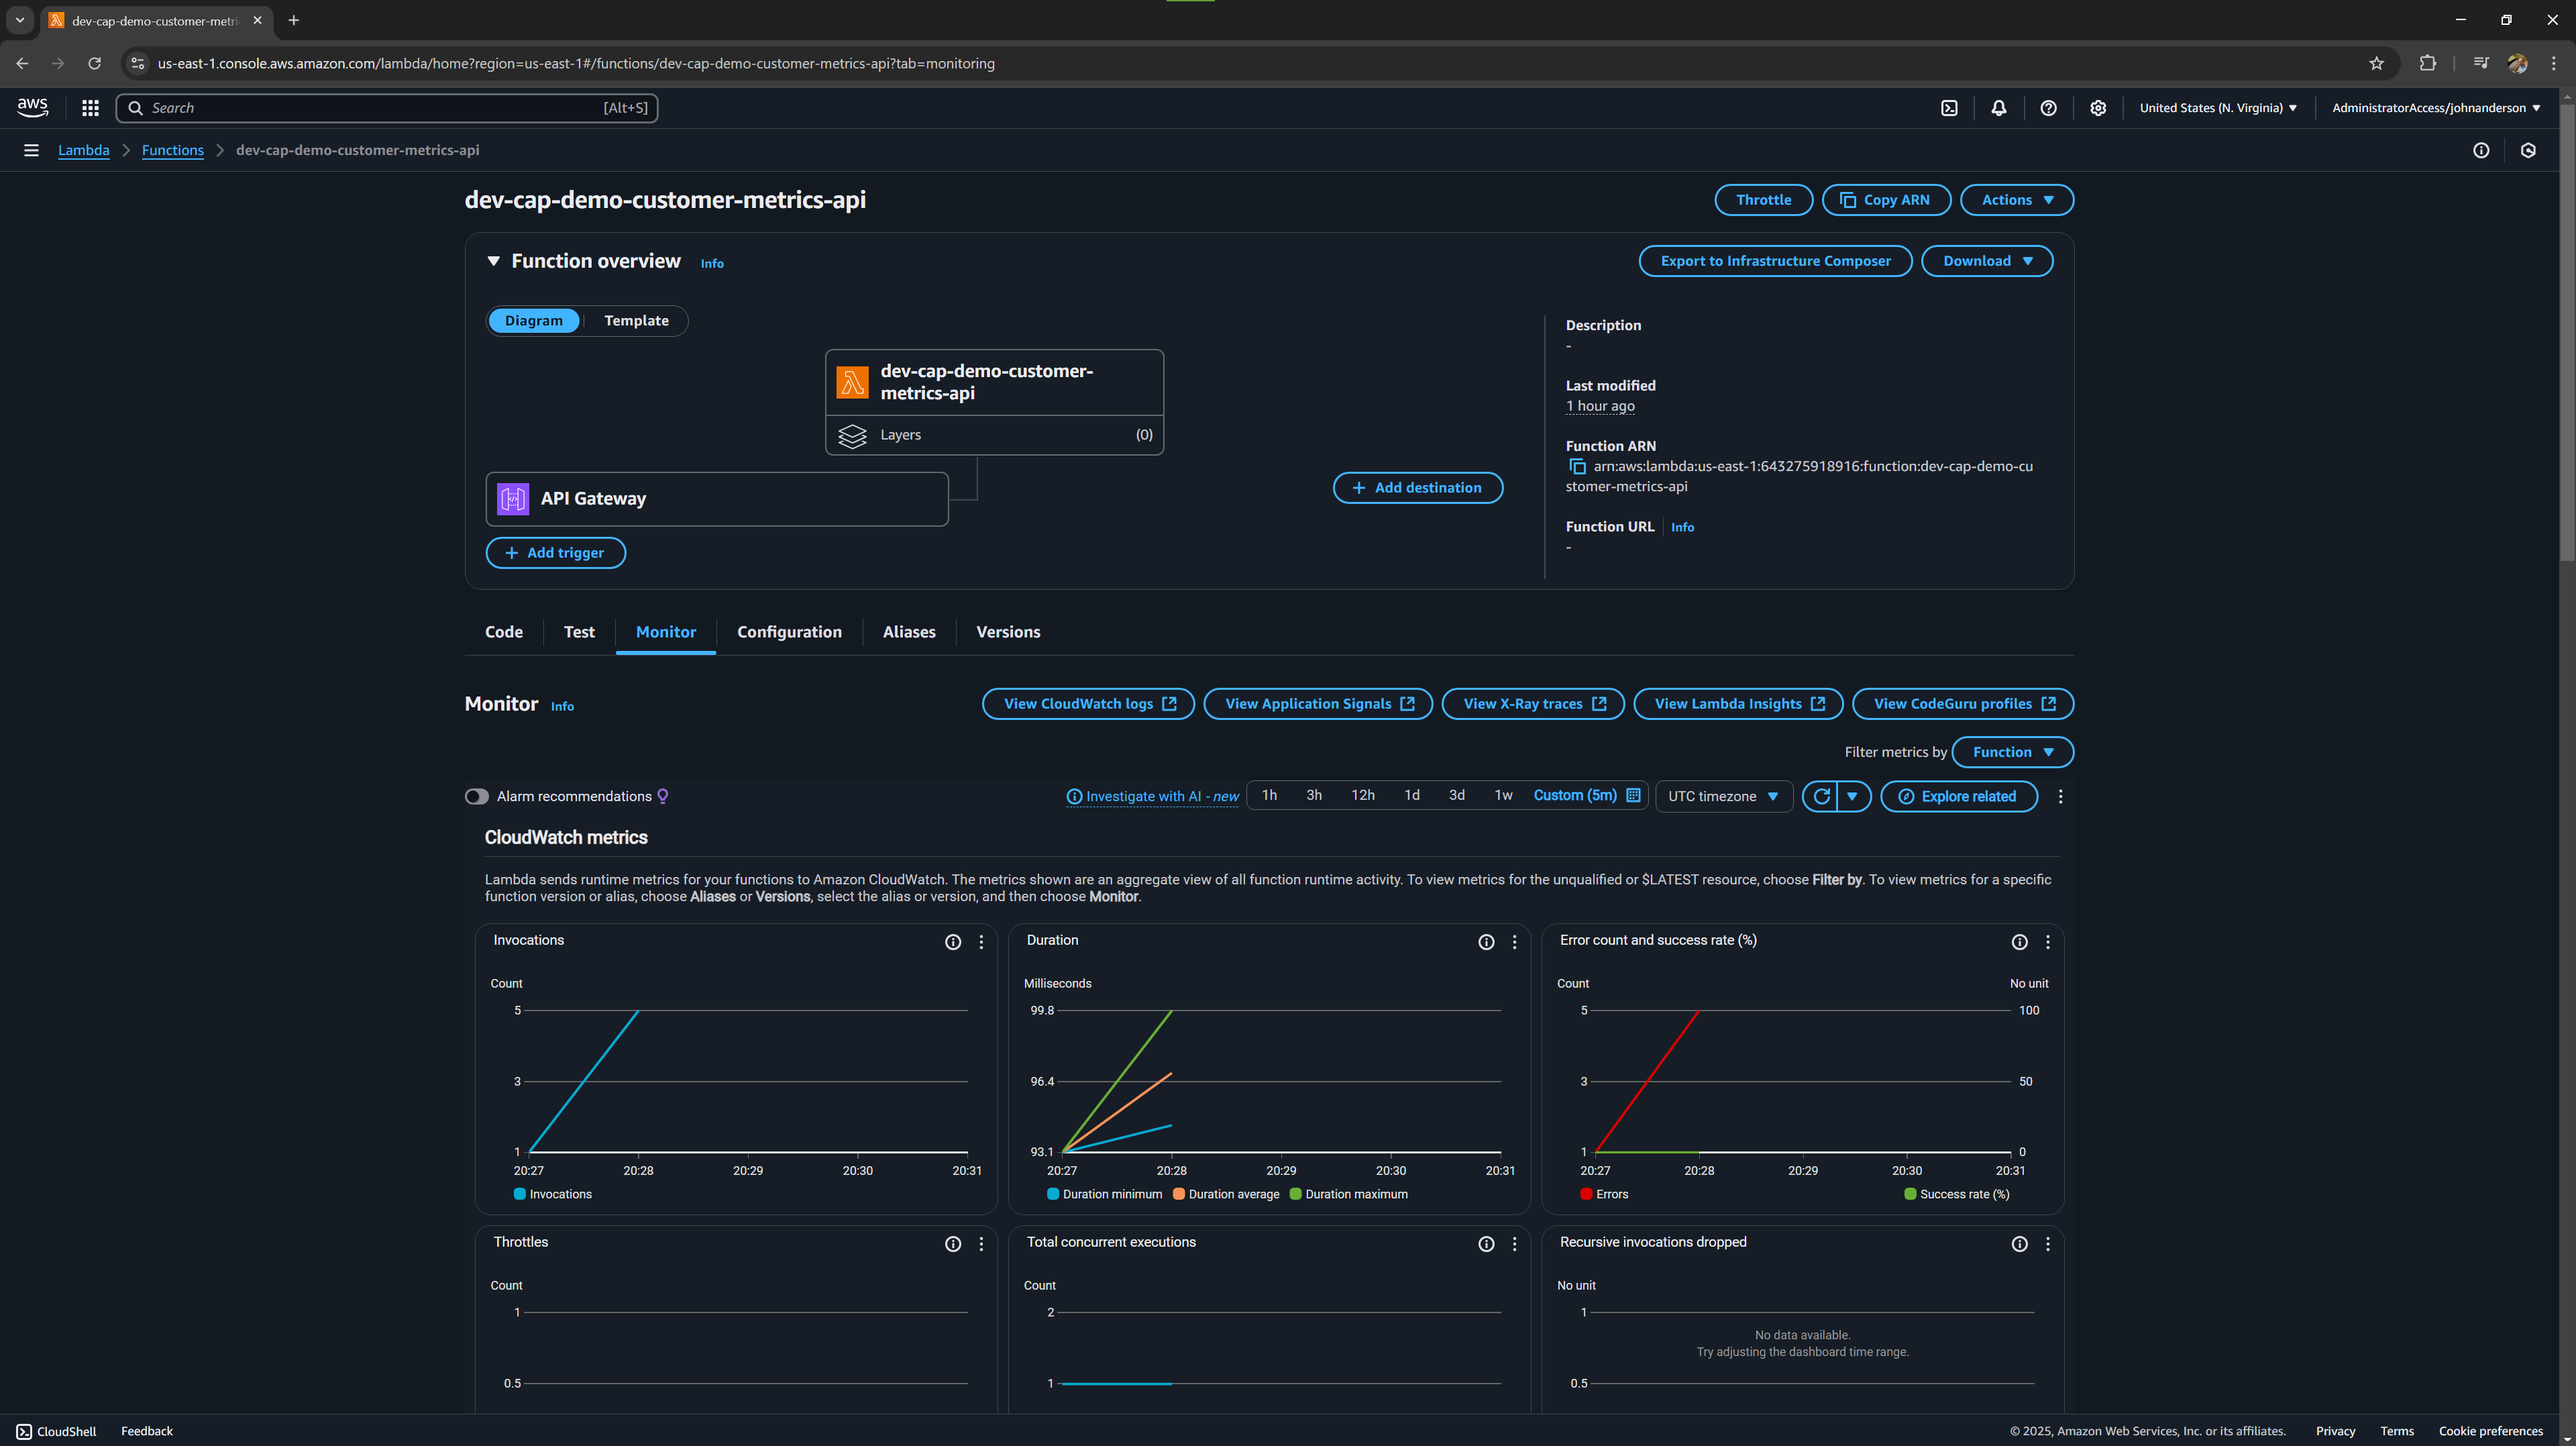 dev-cap-demo-customer-metri
us-east-1.console.aws.amazon.com/lambda/home?region=us-east-1#/functions/dev-cap-demo-customer-metrics-api?tab=monitoring
aws
Search
[Alt+S]
United States (N. Virginia)
AdministratorAccess/johnanderson
Lambda
Functions
dev-cap-demo-customer-metrics-api
dev-cap-demo-customer-metrics-api
Throttle
Copy ARN
Actions
Function overview
Info
Export to Infrastructure Composer
Download
Diagram
Template
dev-cap-demo-customer-
metrics-api
Layers
(0)
API Gateway
Add trigger
Add destination
Description
-
Last modified
1 hour ago
Function ARN
arn:aws:lambda:us-east-1:643275918916:function:dev-cap-demo-cu
stomer-metrics-api
Function URL
Info
-
Code
Test
Monitor
Configuration
Aliases
Versions
Monitor
Info
View CloudWatch logs
View Application Signals
View X-Ray traces
View Lambda Insights
View CodeGuru profiles
Filter metrics by
Function
Alarm recommendations
Investigate with AI - new
1h
3h
12h
1d
3d
1w
Custom (5m)
UTC timezone
Explore related
CloudWatch metrics
Lambda sends runtime metrics for your functions to Amazon CloudWatch. The metrics shown are an aggregate view of all function runtime activity. To view metrics for the unqualified or $LATEST resource, choose Filter by. To view metrics for a specific
function version or alias, choose Aliases or Versions, select the alias or version, and then choose Monitor.
Invocations
Count
5
3
1
20:27
20:28
20:29
20:30
20:31
Invocations
Duration
Milliseconds
99.8
96.4
93.1
20:27
20:28
20:29
20:30
20:31
Duration minimum
Duration average
Duration maximum
Error count and success rate (%)
Count
No unit
5
100
3
50
1
0
20:27
20:28
20:29
20:30
20:31
Errors
Success rate (%)
Throttles
Count
1
0.5
Total concurrent executions
Count
2
1
Recursive invocations dropped
No unit
1
No data available.
Try adjusting the dashboard time range.
0.5
CloudShell
Feedback
© 2025, Amazon Web Services, Inc. or its affiliates.
Privacy
Terms
Cookie preferences